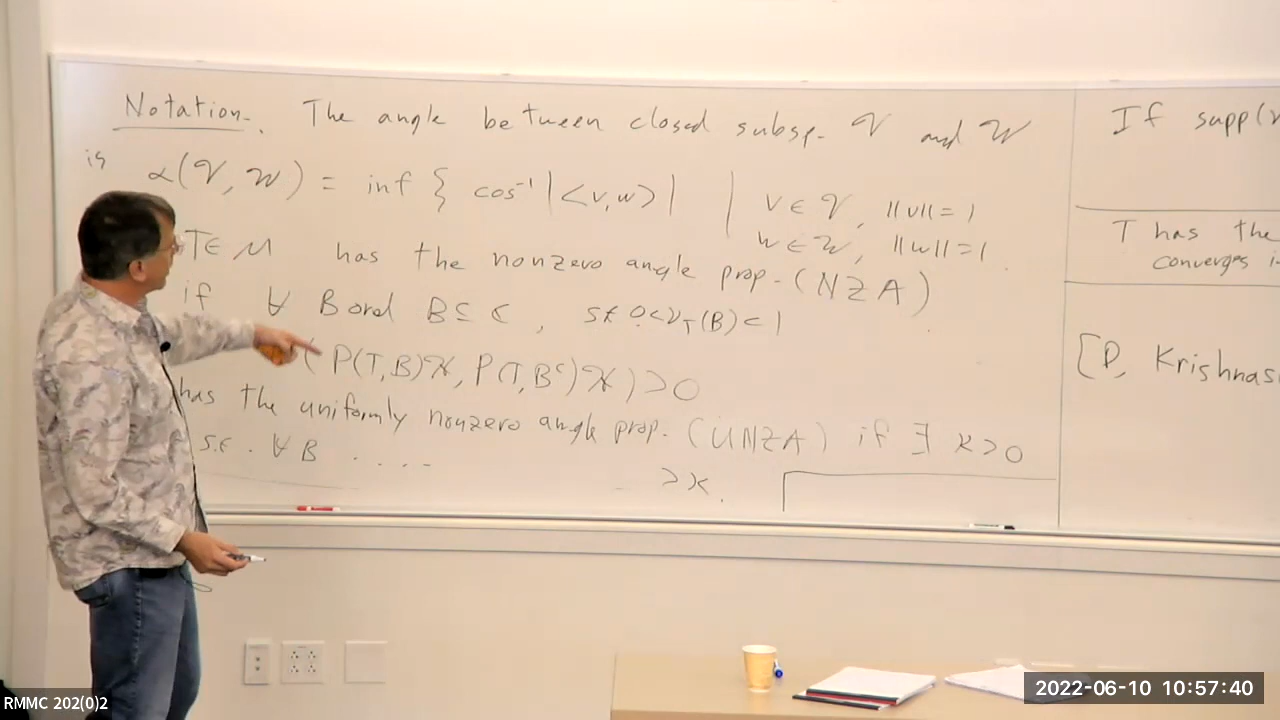 Notation. The angle between closed subsp. 𝒱 and 𝒲
is α(𝒱, 𝒲) = inf { cos⁻¹ |<v,w>| | v ∈ 𝒱, ||v|| = 1
w ∈ 𝒲, ||w|| = 1
T ∈ M has the nonzero angle prop. (NZA)
if ∀ Borel B ⊆ ℂ, s.t. 0 < ν_T(B) < 1
( P(T,B)ℋ, P(T,Bᶜ)ℋ ) > 0
has the uniformly nonzero angle prop. (UNZA) if ∃ κ > 0
s.t. ∀ B ....
> κ.
If supp(
T has the
converges
[D, Krishnas
RMMC 202(0)2
2022-06-10 10:57:40